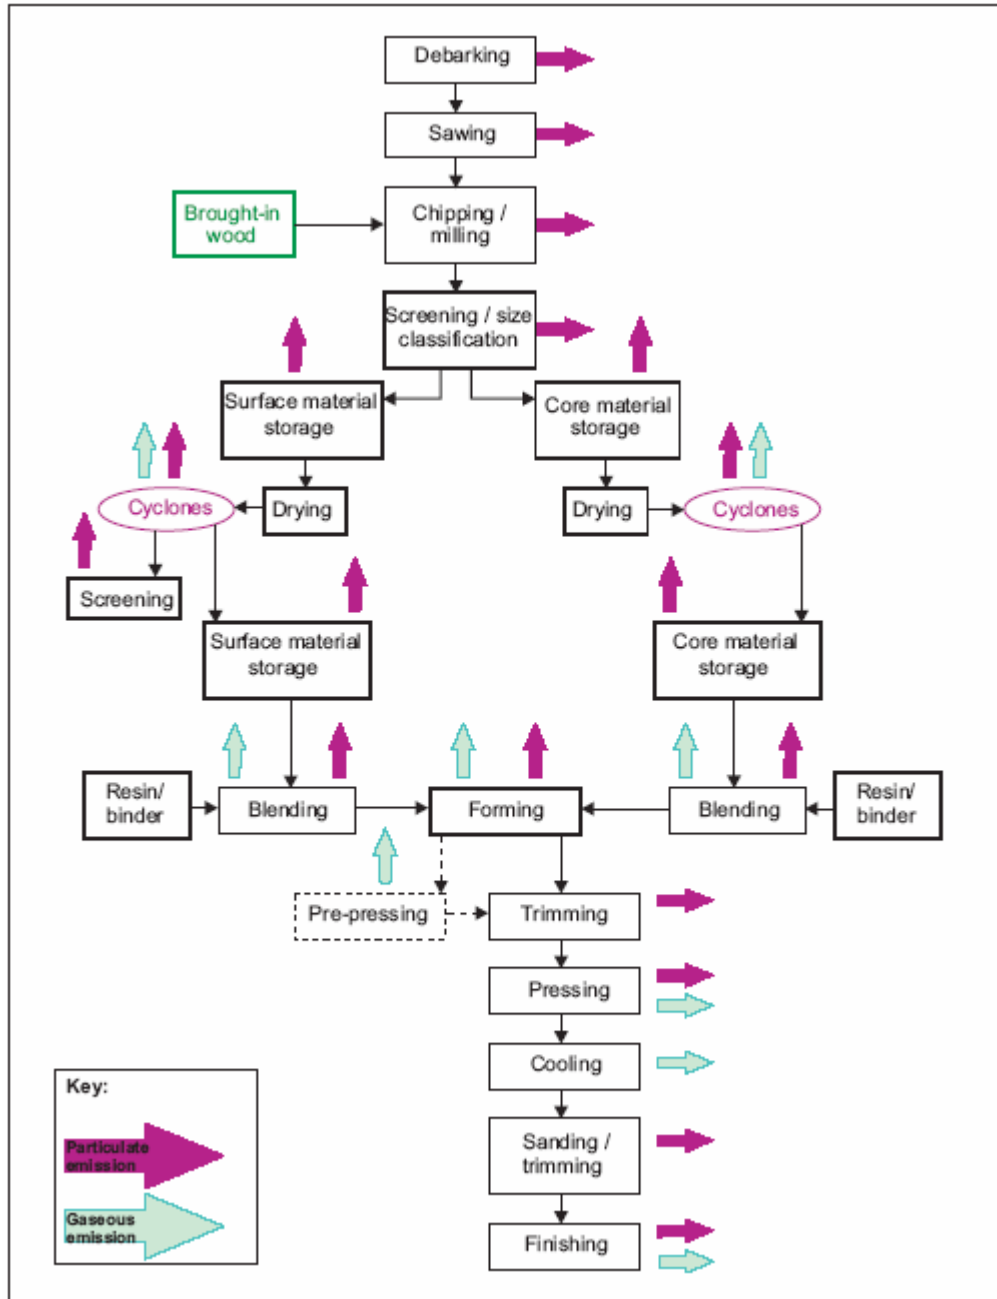 Debarking
Sawing
Brought-in
wood
Chipping /
milling
Screening / size
classification
Surface material
storage
Core material
storage
Cyclones
Drying
Drying
Cyclones
Screening
Surface material
storage
Core material
storage
Resin/
binder
Blending
Forming
Blending
Resin/
binder
Pre-pressing
Trimming
Pressing
Cooling
Sanding /
trimming
Finishing
Key:
Particulate
emission
Gaseous
emission